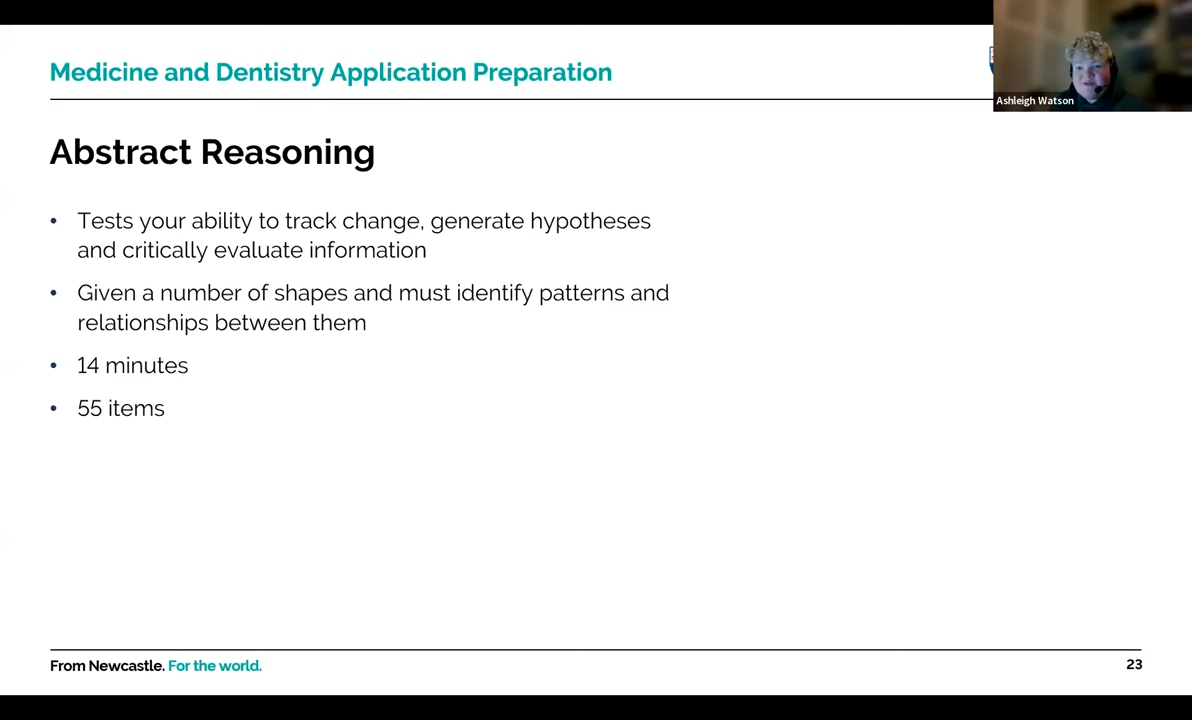 Medicine and Dentistry Application Preparation
Ashleigh Watson
Abstract Reasoning
• Tests your ability to track change, generate hypotheses
and critically evaluate information
• Given a number of shapes and must identify patterns and
relationships between them
• 14 minutes
• 55 items
From Newcastle. For the world.
23